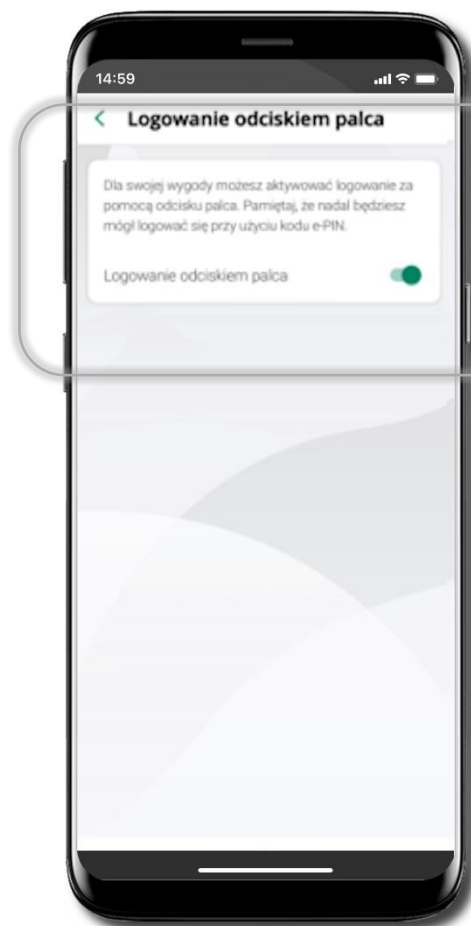 14:59
Logowanie odciskiem palca
Dla swojej wygody możesz aktywować logowanie za
pomocą odcisku palca. Pamiętaj, że nadal będziesz
mógł logować się przy użyciu kodu e-PIN.
Logowanie odciskiem palca